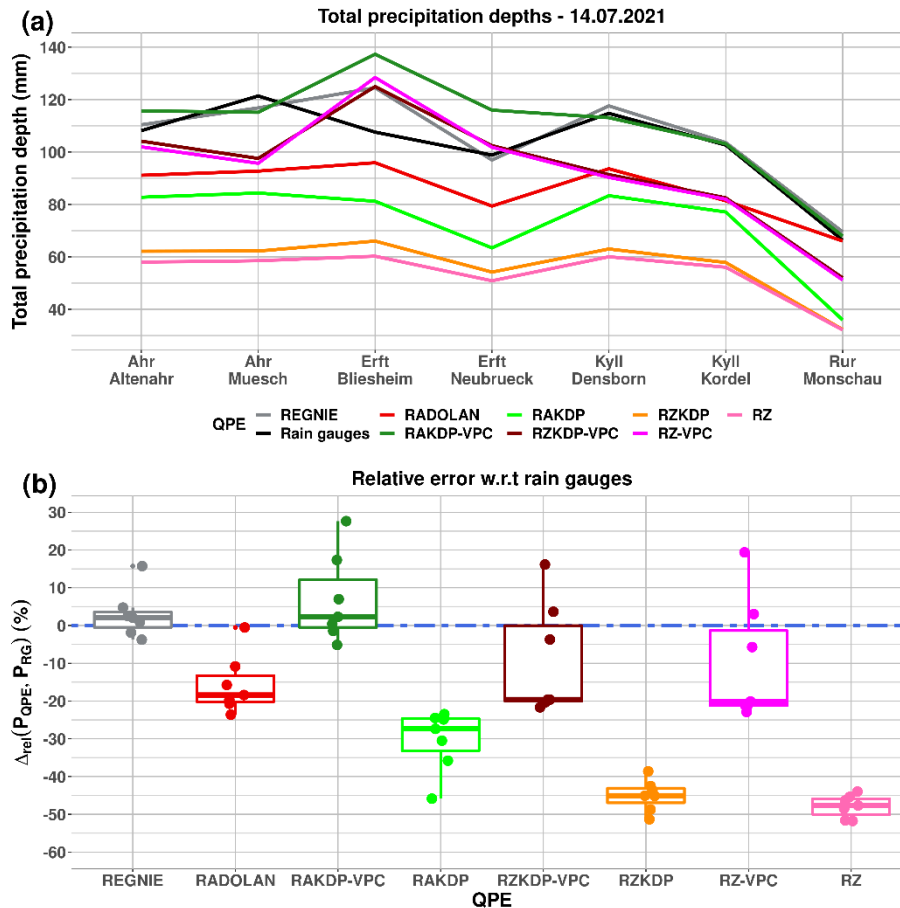 (a) Total precipitation depths - 14.07.2021
Total precipitation depth (mm)
140
120
100
80
60
40
Ahr Altenahr
Ahr Muesch
Erft Bliesheim
Erft Neubrueck
Kyll Densborn
Kyll Kordel
Rur Monschau
QPE
REGNIE RADOLAN RAKDP RZKDP RZ
Rain gauges RAKDP-VPC RZKDP-VPC RZ-VPC
(b) Relative error w.r.t rain gauges
Δrel(PQPE, PRG) (%)
30
20
10
0
-10
-20
-30
-40
-50
-60
REGNIE RADOLAN RAKDP-VPC RAKDP RZKDP-VPC RZKDP RZ-VPC RZ
QPE